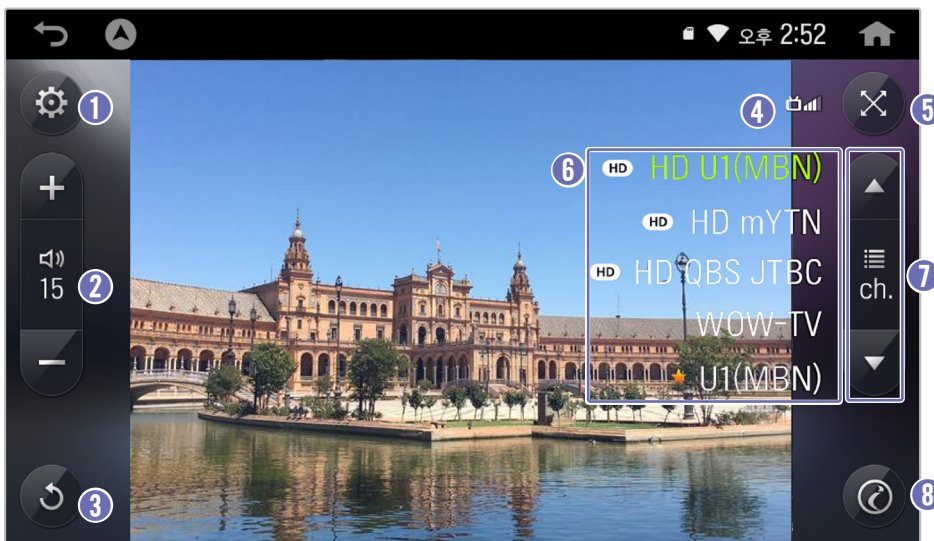 오후 2:52
1
4
5
6
HD HD U1(MBN)
HD HD mYTN
15
2
HD HD QBS JTBC
ch.
7
WOW-TV
U1(MBN)
3
8